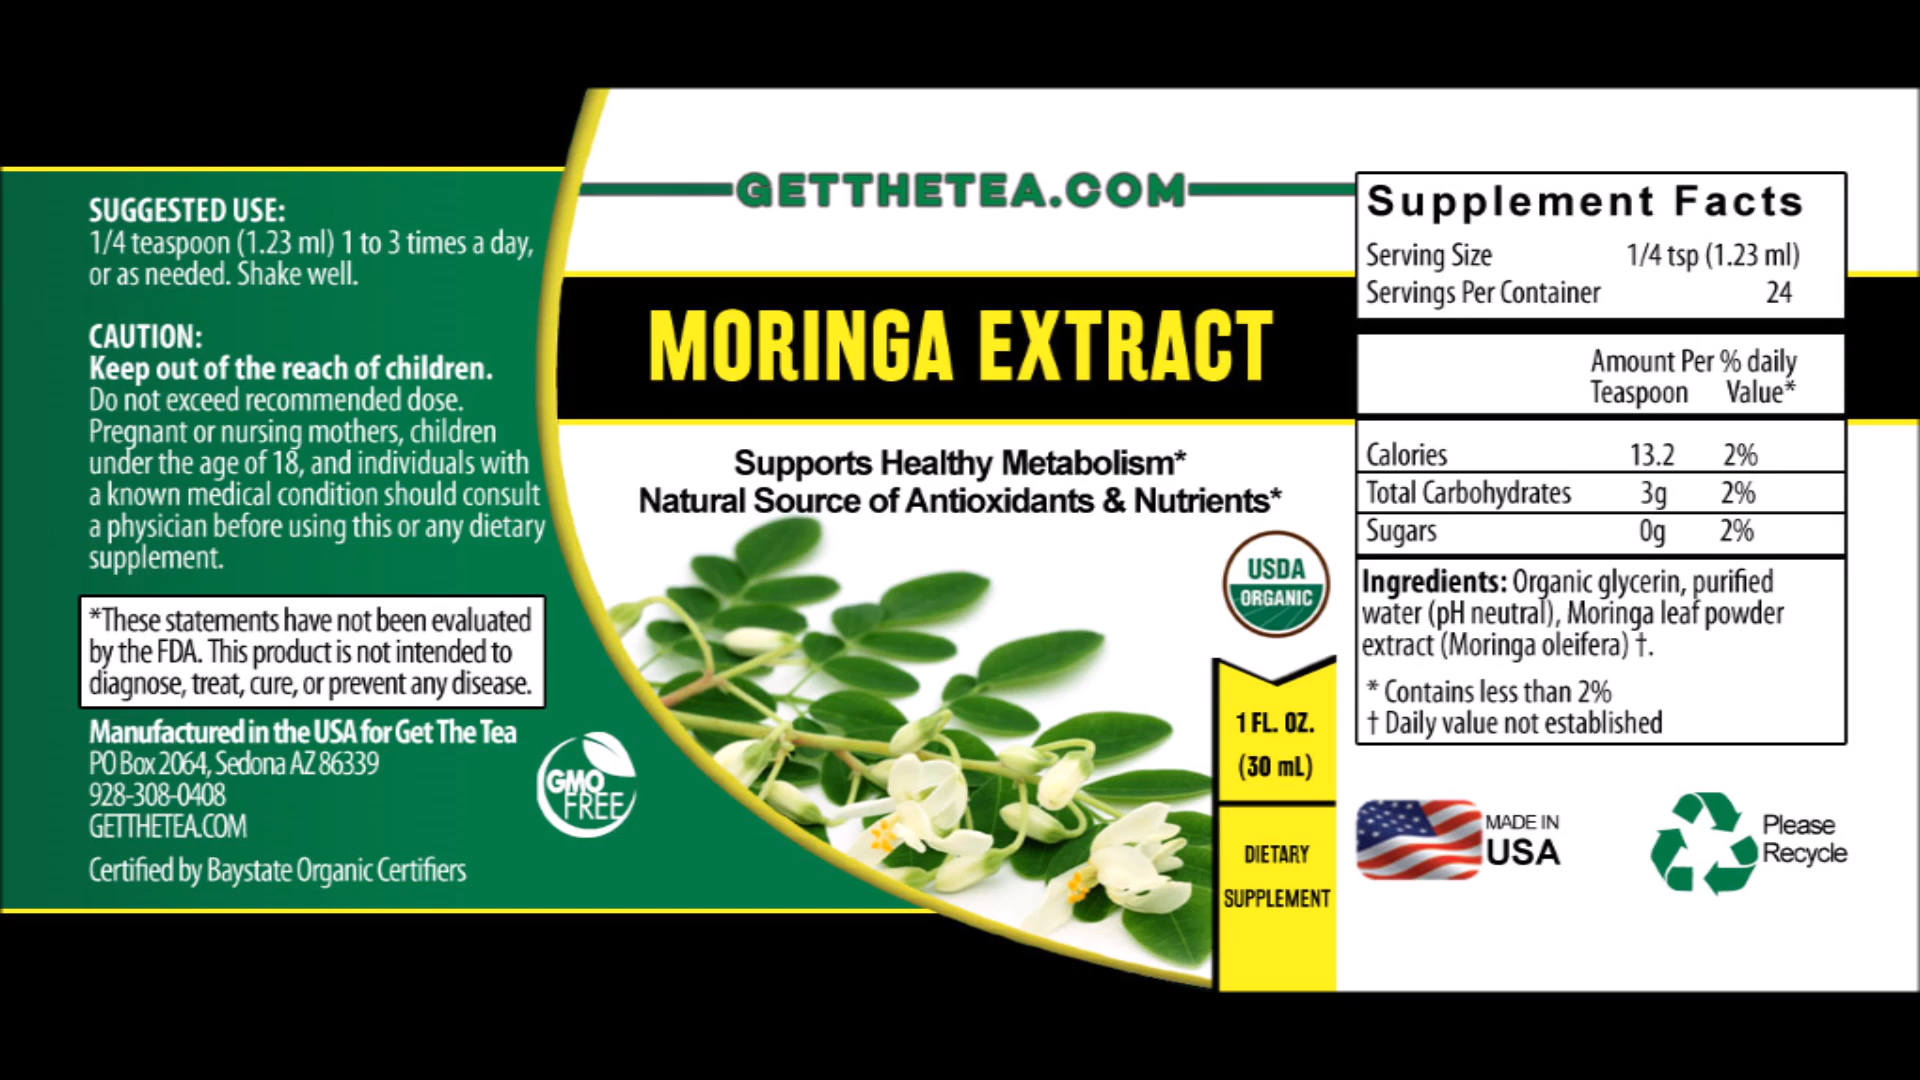 SUGGESTED USE:
1/4 teaspoon (1.23 ml) 1 to 3 times a day,
or as needed. Shake well.
CAUTION:
Keep out of the reach of children.
Do not exceed recommended dose.
Pregnant or nursing mothers, children
under the age of 18, and individuals with
a known medical condition should consult
a physician before using this or any dietary
supplement.
*These statements have not been evaluated
by the FDA. This product is not intended to
diagnose, treat, cure, or prevent any disease.
Manufactured in the USA for Get The Tea
PO Box 2064, Sedona AZ 86339
928-308-0408
GETTHETEA.COM
Certified by Baystate Organic Certifiers
GMO
FREE
GETTHETEA.COM
MORINGA EXTRACT
Supports Healthy Metabolism*
Natural Source of Antioxidants & Nutrients*
USDA
ORGANIC
1 FL. OZ.
(30 mL)
DIETARY
SUPPLEMENT
Supplement Facts
Serving Size 1/4 tsp (1.23 ml)
Servings Per Container 24
Amount Per % daily
Teaspoon Value*
Calories 13.2 2%
Total Carbohydrates 3g 2%
Sugars 0g 2%
Ingredients: Organic glycerin, purified
water (pH neutral), Moringa leaf powder
extract (Moringa oleifera) †.
* Contains less than 2%
† Daily value not established
MADE IN
USA
Please
Recycle